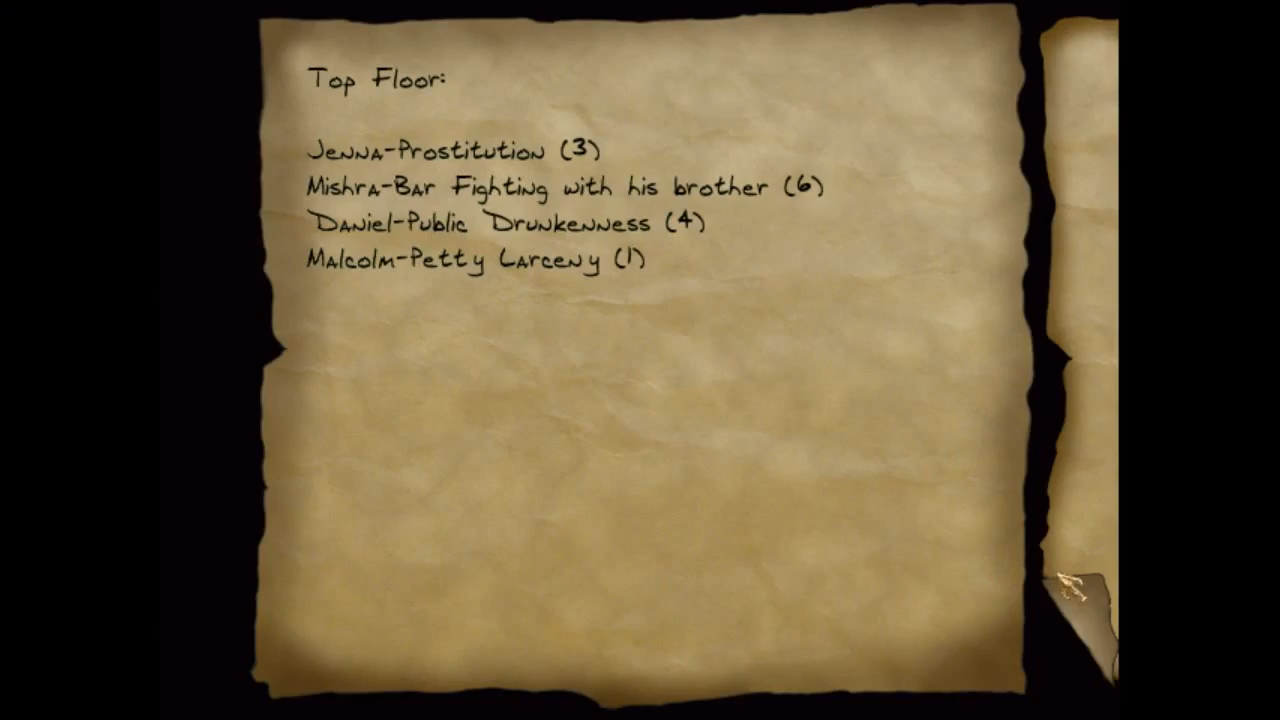 Top Floor:
Jenna-Prostitution (3)
Mishra-Bar Fighting with his brother (6)
Daniel-Public Drunkenness (4)
Malcolm-Petty Larceny (1)